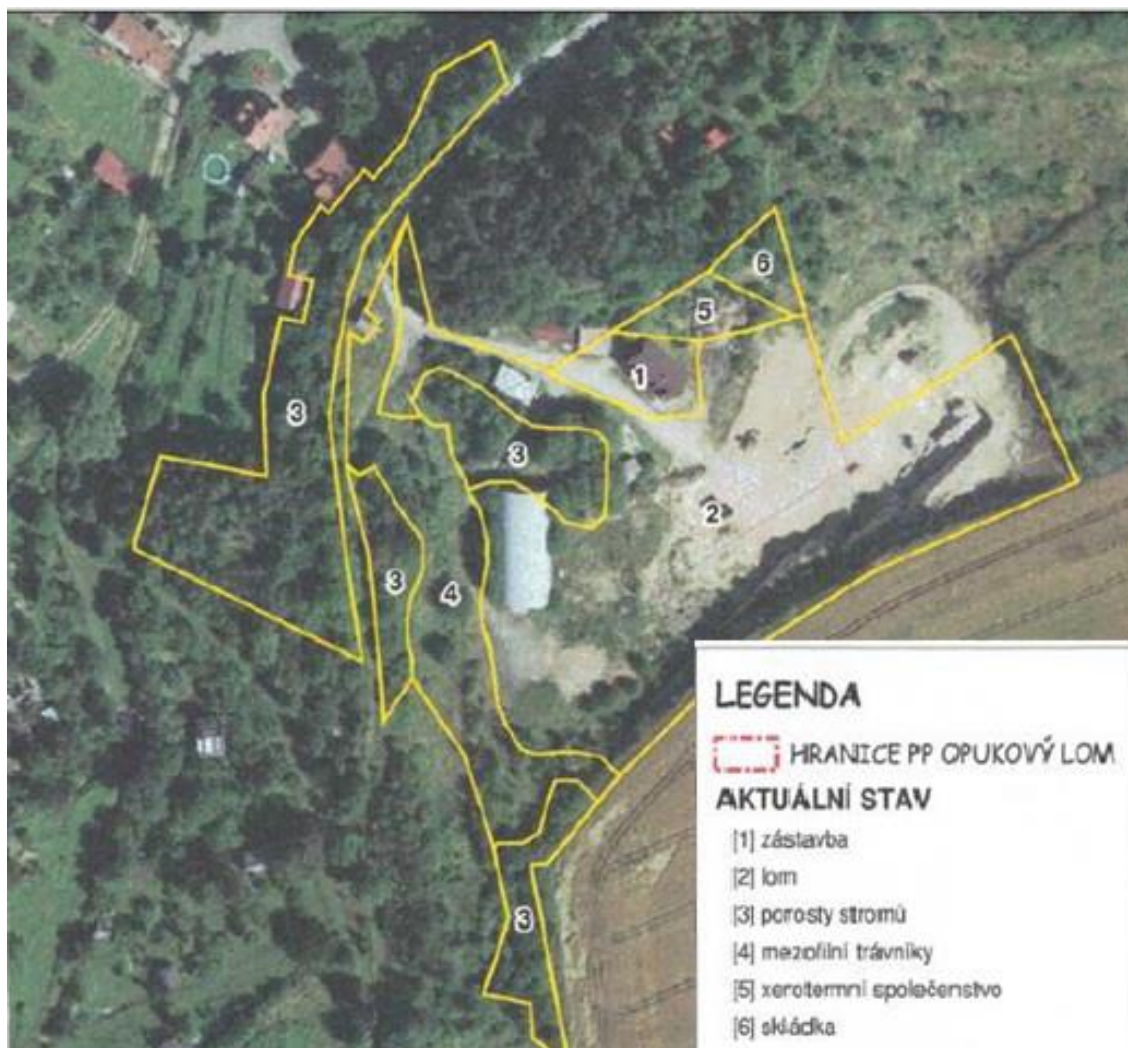 6
5
1
3
3
2
3
4
3
LEGENDA
HRANICE PP OPUKOVÝ LOM
AKTUÁLNÍ STAV
[1] zástavba
[2] lom
[3] porosty stromů
[4] mezofilní trávníky
[5] xerotermní společenstvo
[6] skládka